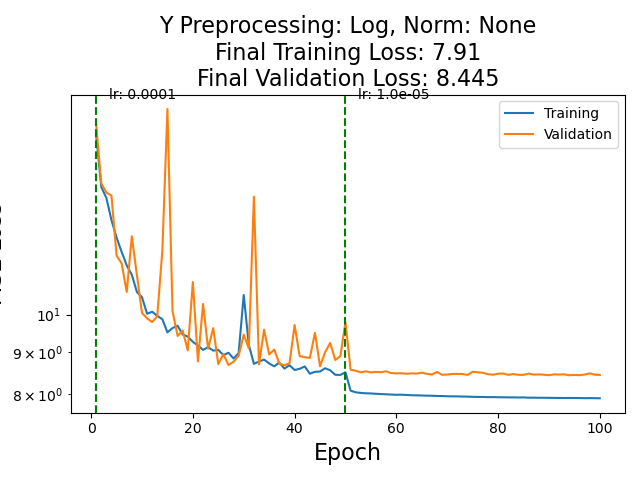 Y Preprocessing: Log, Norm: None
Final Training Loss: 7.91
Final Validation Loss: 8.445
lr: 0.0001
lr: 1.0e-05
Training
Validation
10¹
9 × 10⁰
8 × 10⁰
0 20 40 60 80 100
Epoch